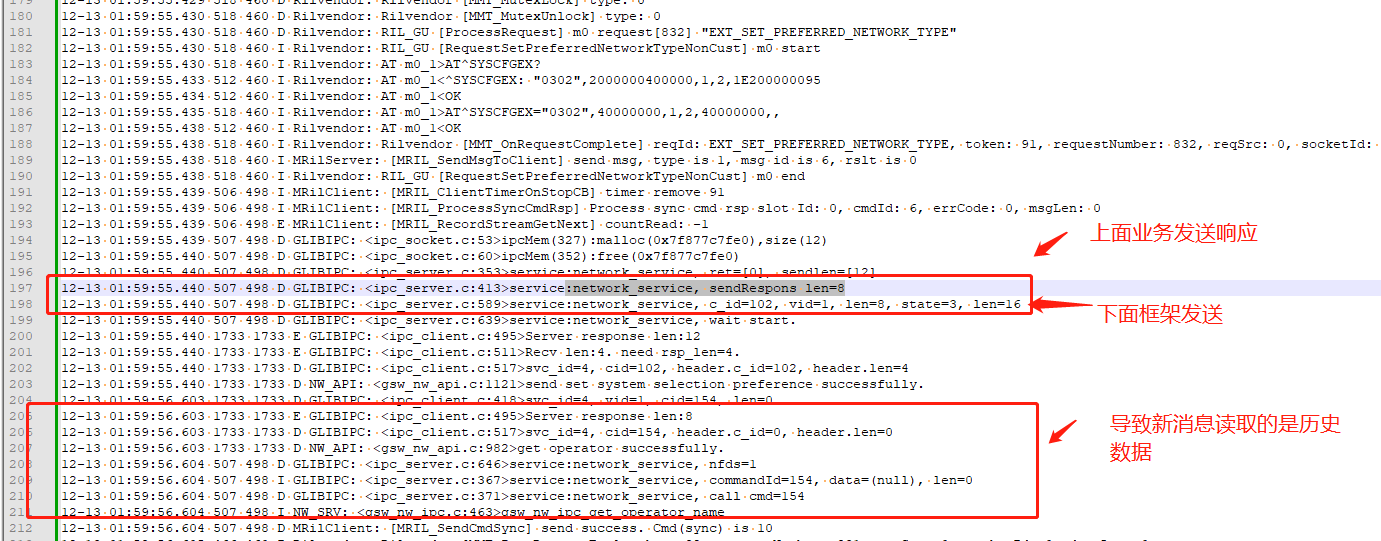 179 12-13 01:59:55.429 518 460 D Rilvendor: Rilvendor [MMT_MutexLock] type: 0
180 12-13 01:59:55.430 518 460 D Rilvendor: Rilvendor [MMT_MutexUnlock] type: 0
181 12-13 01:59:55.430 518 460 D Rilvendor: RIL_GU [ProcessRequest] m0 request[832] "EXT_SET_PREFERRED_NETWORK_TYPE"
182 12-13 01:59:55.430 518 460 I Rilvendor: RIL_GU [RequestSetPreferredNetworkTypeNonCust] m0 start
183 12-13 01:59:55.430 518 460 I Rilvendor: AT m0_1>AT^SYSCFGEX?
184 12-13 01:59:55.433 512 460 I Rilvendor: AT m0_1<^SYSCFGEX: "0302",2000000400000,1,2,1E200000095
185 12-13 01:59:55.434 512 460 I Rilvendor: AT m0_1<OK
186 12-13 01:59:55.435 518 460 I Rilvendor: AT m0_1>AT^SYSCFGEX="0302",40000000,1,2,40000000,,
187 12-13 01:59:55.438 512 460 I Rilvendor: AT m0_1<OK
188 12-13 01:59:55.438 518 460 I Rilvendor: Rilvendor [MMT_OnRequestComplete] reqId: EXT_SET_PREFERRED_NETWORK_TYPE, token: 91, requestNumber: 832, reqSrc: 0, socketId:
189 12-13 01:59:55.438 518 460 I MRilServer: [MRIL_SendMsgToClient] send msg, type is 1, msg id is 6, rslt is 0
190 12-13 01:59:55.438 518 460 I Rilvendor: RIL_GU [RequestSetPreferredNetworkTypeNonCust] m0 end
191 12-13 01:59:55.439 506 498 E MRilClient: [MRIL_ClientTimerOnStopCB] timer remove 91
192 12-13 01:59:55.439 506 498 I MRilClient: [MRIL_ProcessSyncCmdRsp] Process sync cmd rsp slot Id: 0, cmdId: 6, errCode: 0, msgLen: 0
193 12-13 01:59:55.439 506 498 E MRilClient: [MRIL_RecordStreamGetNext] countRead: -1
194 12-13 01:59:55.439 507 498 D GLIBIPC: <ipc_socket.c:53>ipcMem(327):malloc(0x7f877c7fe0),size(12)
上面业务发送响应
195 12-13 01:59:55.440 507 498 D GLIBIPC: <ipc_socket.c:60>ipcMem(352):free(0x7f877c7fe0)
196 12-13 01:59:55.440 507 498 D GLIBIPC: <ipc_server.c:353>service:network_service, ret=[0], sendlen=[12]
197 12-13 01:59:55.440 507 498 D GLIBIPC: <ipc_server.c:413>service:network_service, sendRespons len=8
198 12-13 01:59:55.440 507 498 D GLIBIPC: <ipc_server.c:589>service:network_service, c_id=102, vid=1, len=8, state=3, len=16
下面框架发送
199 12-13 01:59:55.440 507 498 D GLIBIPC: <ipc_server.c:639>service:network_service, wait start.
200 12-13 01:59:55.440 1733 1733 E GLIBIPC: <ipc_client.c:495>Server response len:12
201 12-13 01:59:55.440 1733 1733 E GLIBIPC: <ipc_client.c:511>Recv len:4. need rsp_len=4.
202 12-13 01:59:55.440 1733 1733 D GLIBIPC: <ipc_client.c:517>svc_id=4, cid=102, header.c_id=102, header.len=4
203 12-13 01:59:55.440 1733 1733 D NW_API: <gsw_nw_api.c:1121>send set system selection preference successfully.
204 12-13 01:59:56.603 1733 1733 D GLIBIPC: <ipc_client.c:418>svc_id=4, vid=1, cid=154, len=0
205 12-13 01:59:56.603 1733 1733 E GLIBIPC: <ipc_client.c:495>Server response len:8
206 12-13 01:59:56.603 1733 1733 D GLIBIPC: <ipc_client.c:517>svc_id=4, cid=154, header.c_id=0, header.len=0
导致新消息读取的是历史
数据
207 12-13 01:59:56.603 1733 1733 D NW_API: <gsw_nw_api.c:982>get operator successfully.
208 12-13 01:59:56.604 507 498 D GLIBIPC: <ipc_server.c:646>service:network_service, nfds=1
209 12-13 01:59:56.604 507 498 I GLIBIPC: <ipc_server.c:367>service:network_service, commandId=154, data=(null), len=0
210 12-13 01:59:56.604 507 498 D GLIBIPC: <ipc_server.c:371>service:network_service, call cmd=154
211 12-13 01:59:56.604 507 498 I NW_SRV: <gsw_nw_ipc.c:463>gsw_nw_ipc_get_operator_name
212 12-13 01:59:56.604 507 498 D MRilClient: [MRIL_SendCmdSync] send success. Cmd(sync) is 10